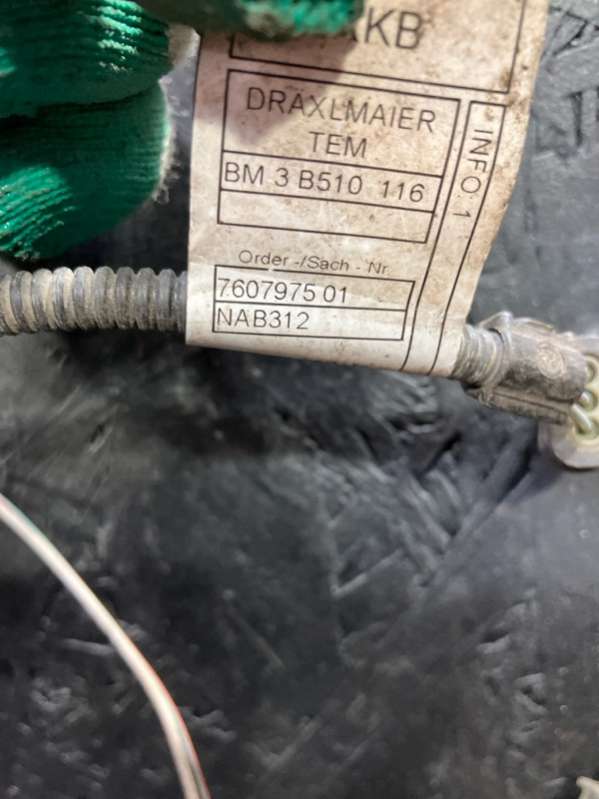 KB
DRAXLMAIER
TEM
BM 3 B510 116
INFO:1
Order -/Sach - Nr.
7607975 01
NAB312